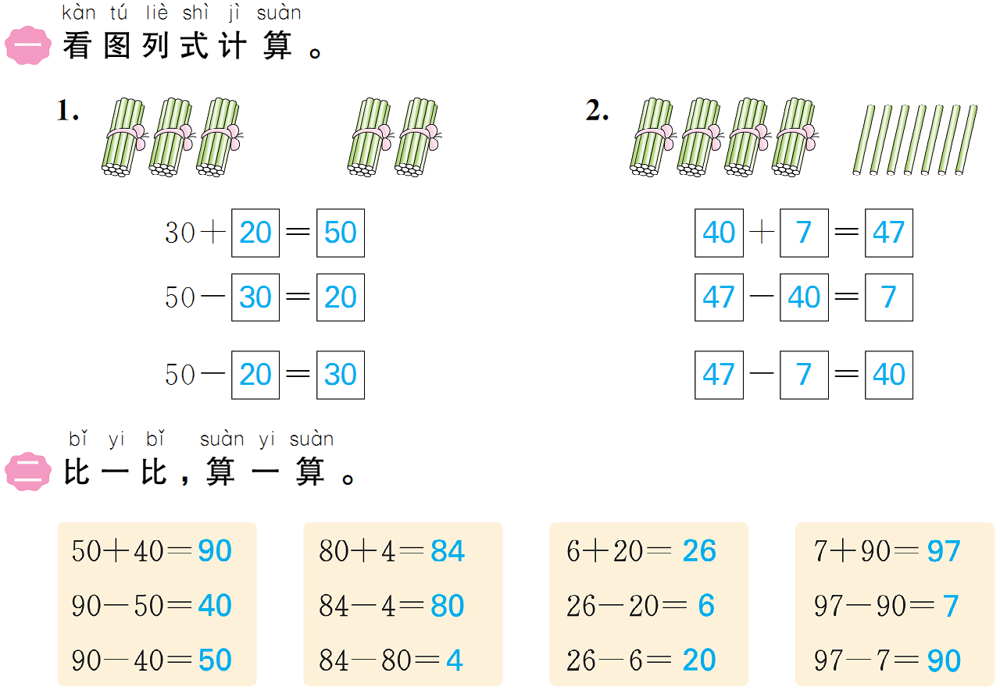 kàn tú liè shì jì suàn
一 看图列式计算。
1. 2.
30+20=50 40+7=47
50-30=20 47-40=7
50-20=30 47-7=40
bǐ yi bǐ suàn yi suàn
二 比一比,算一算。
50+40=90 80+4=84 6+20=26 7+90=97
90-50=40 84-4=80 26-20=6 97-90=7
90-40=50 84-80=4 26-6=20 97-7=90